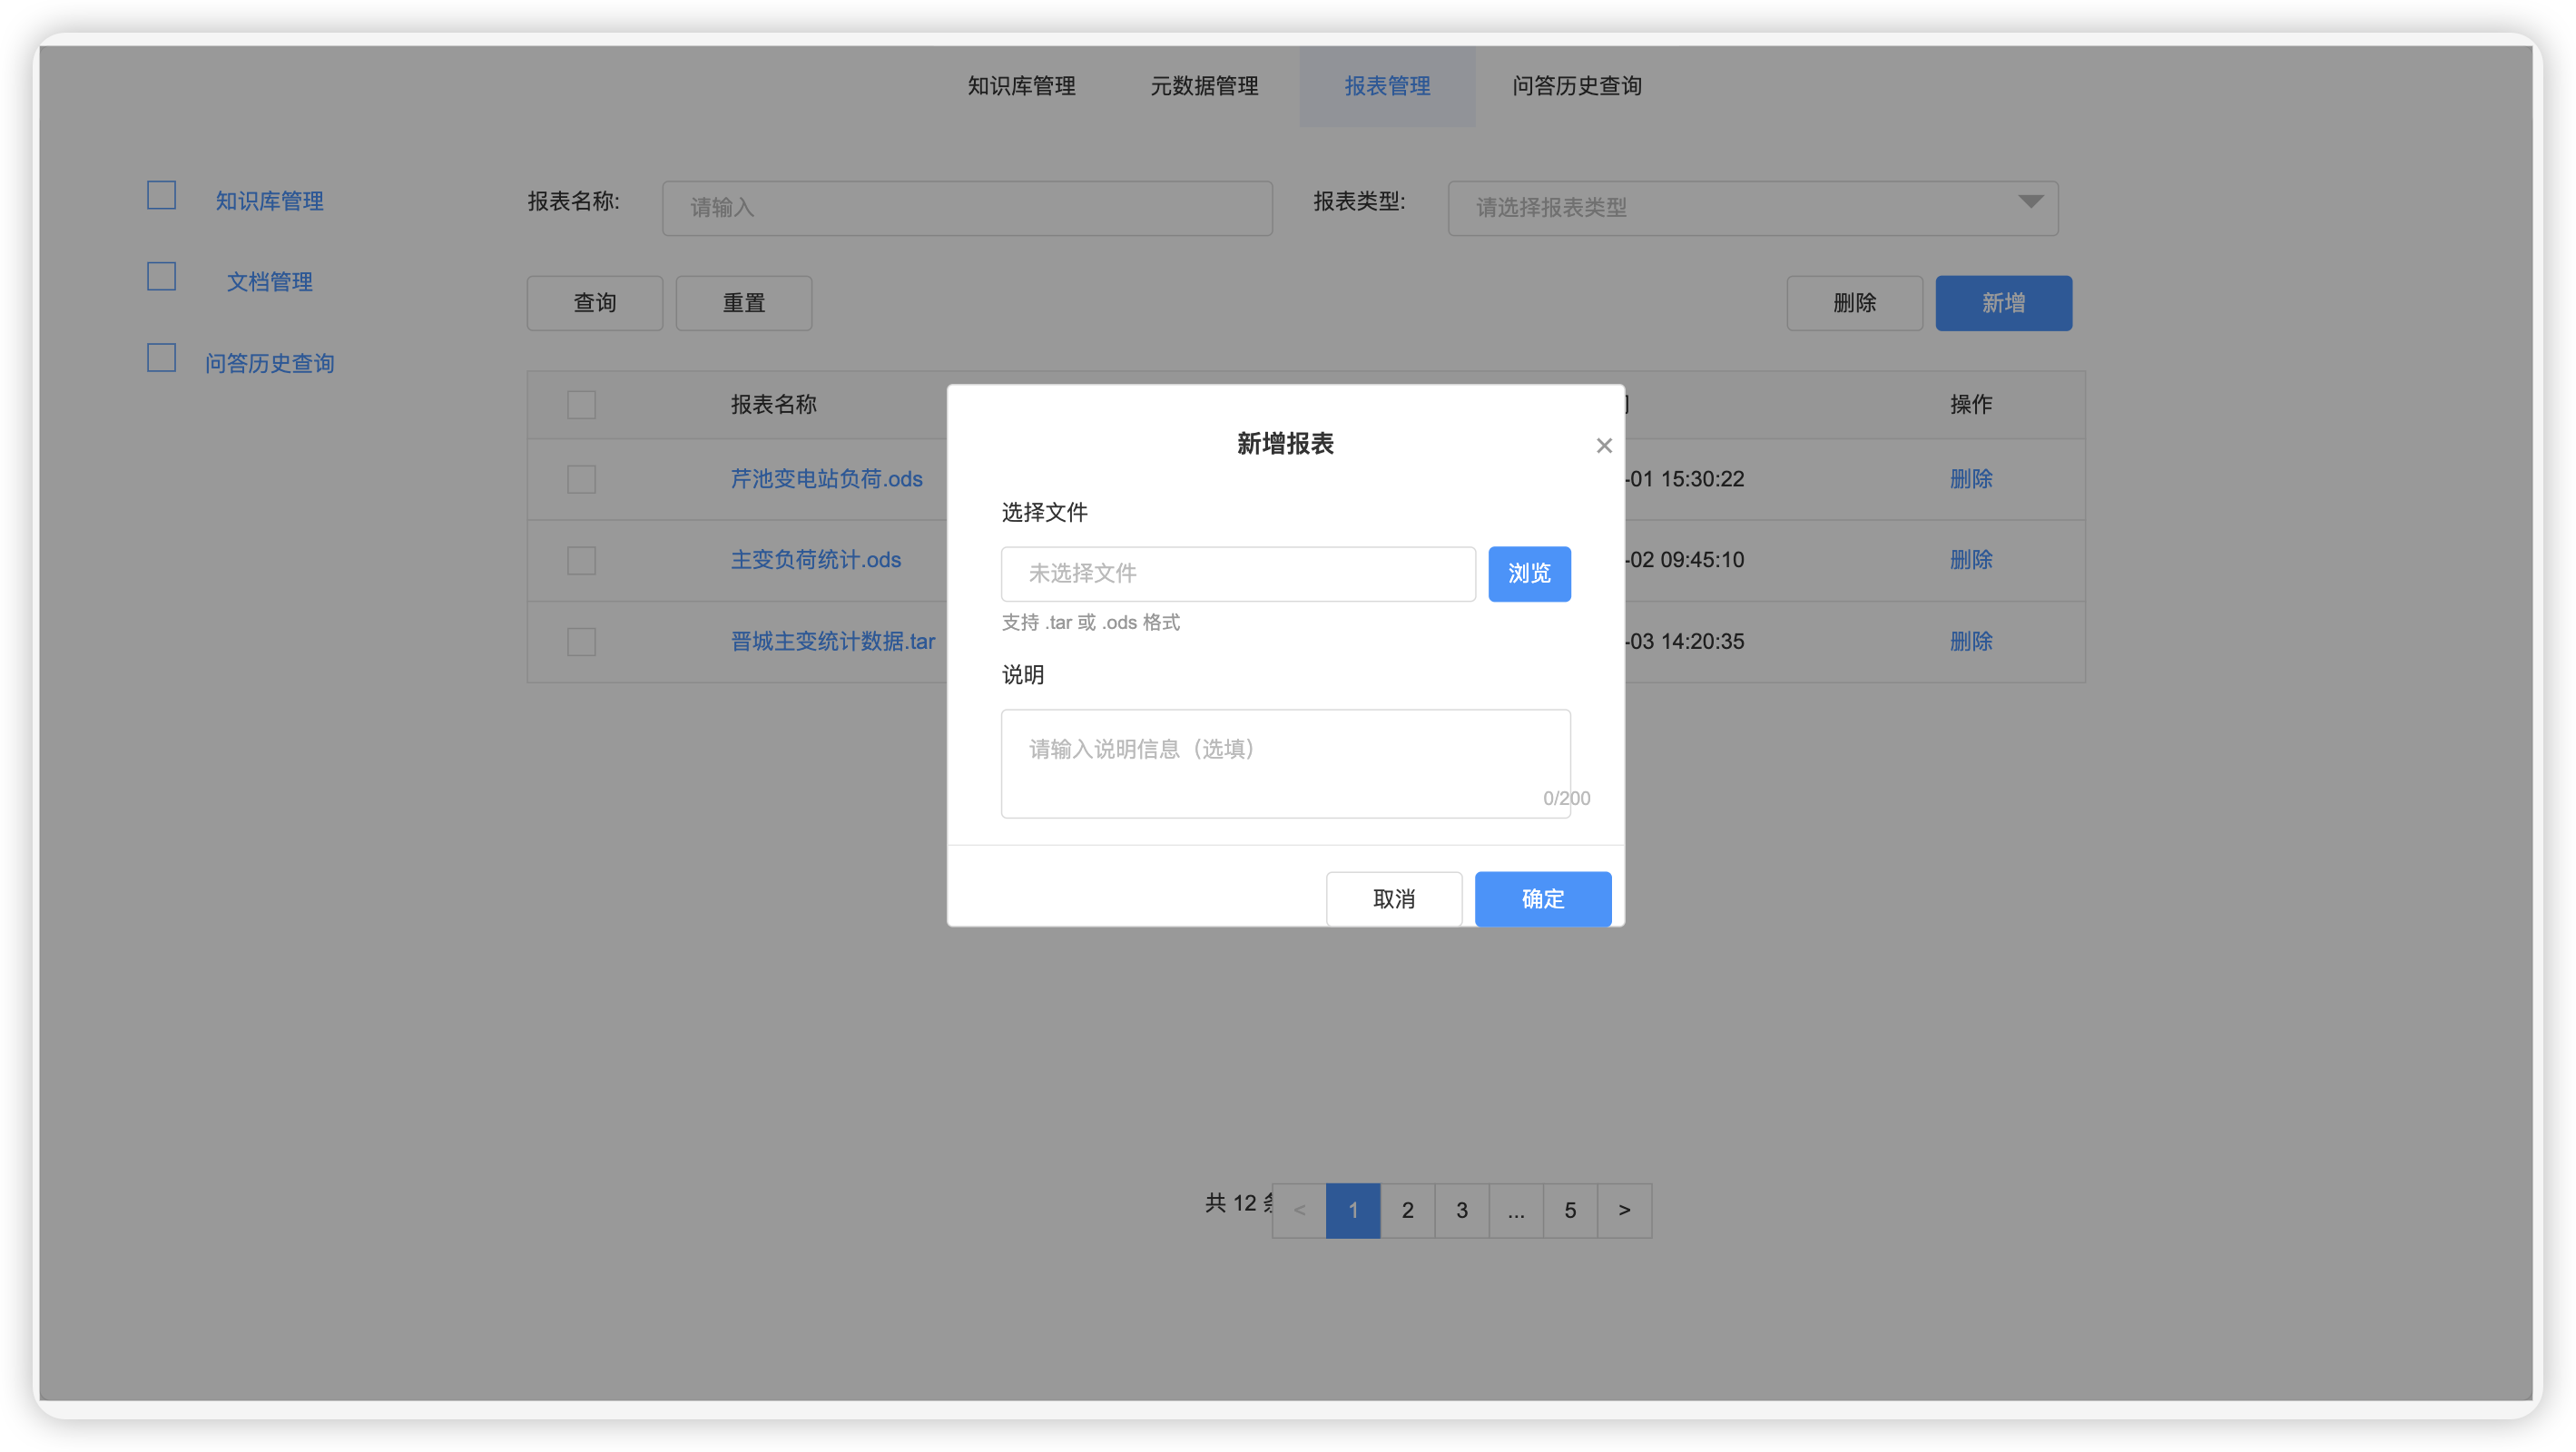 知识库管理 元数据管理 报表管理 问答历史查询
知识库管理
文档管理
问答历史查询
报表名称: 请输入 报表类型: 请选择报表类型
查询 重置 删除 新增
报表名称 操作
芹池变电站负荷.ods -01 15:30:22 删除
主变负荷统计.ods -02 09:45:10 删除
晋城主变统计数据.tar -03 14:20:35 删除
新增报表 ×
选择文件
未选择文件 浏览
支持 .tar 或 .ods 格式
说明
请输入说明信息（选填）
0/200
取消 确定
共 12 条 < 1 2 3 ... 5 >